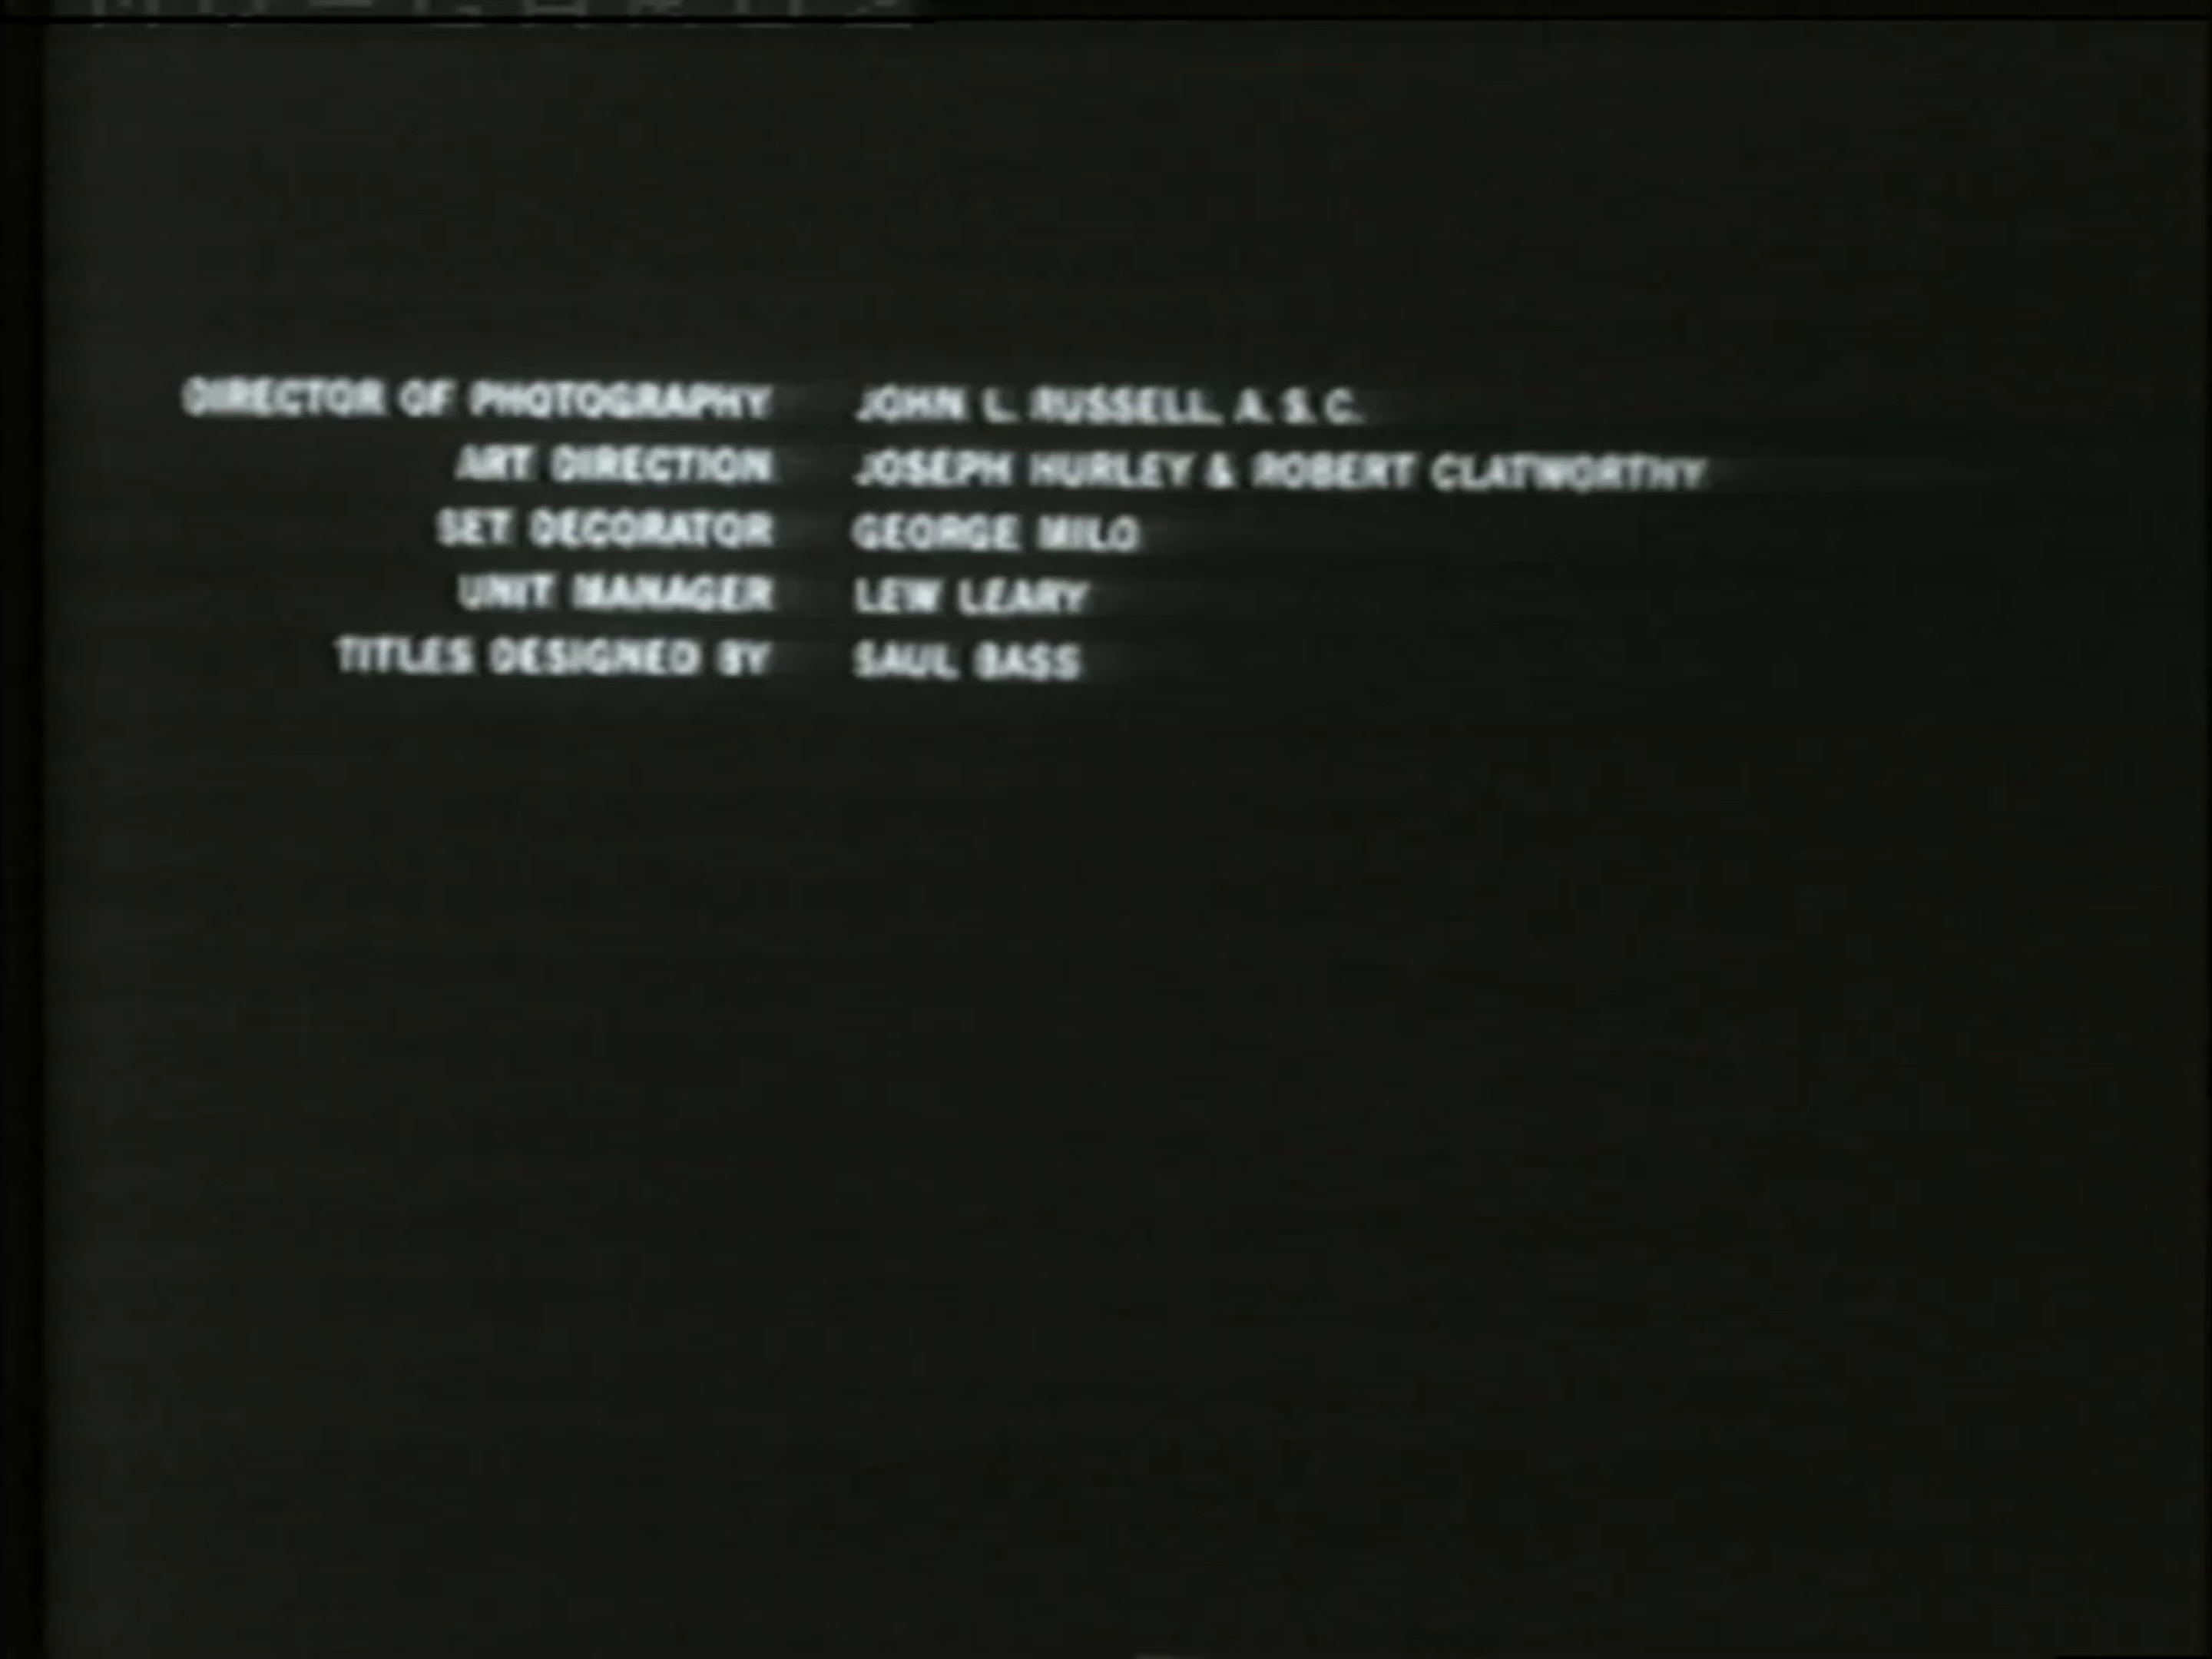 DIRECTOR OF PHOTOGRAPHY JOHN L. RUSSELL, A. S. C.
ART DIRECTION JOSEPH HURLEY & ROBERT CLATWORTHY
SET DECORATOR GEORGE MILO
UNIT MANAGER LEW LEARY
TITLES DESIGNED BY SAUL BASS